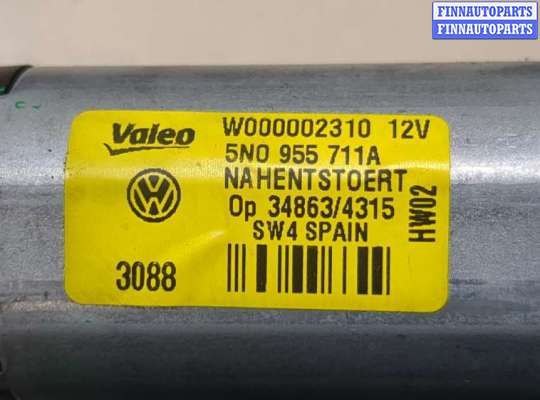 FINNAUTOPARTS
FINNAUTOPARTS
Valeo W000002310 12V
5N0 955 711A
NAHENTSTOERT
Op 34863/4315
SW4 SPAIN
HW02
3088